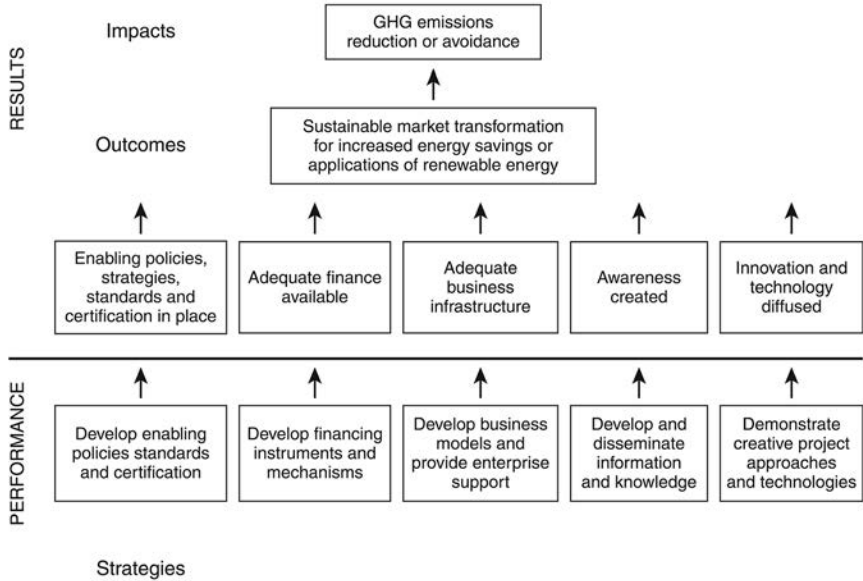 RESULTS
Impacts
GHG emissions
reduction or avoidance
Outcomes
Sustainable market transformation
for increased energy savings or
applications of renewable energy
Enabling policies,
strategies,
standards and
certification in place
Adequate finance
available
Adequate
business
infrastructure
Awareness
created
Innovation and
technology
diffused
PERFORMANCE
Develop enabling
policies standards
and certification
Develop financing
instruments and
mechanisms
Develop business
models and
provide enterprise
support
Develop and
disseminate
information
and knowledge
Demonstrate
creative project
approaches
and technologies
Strategies